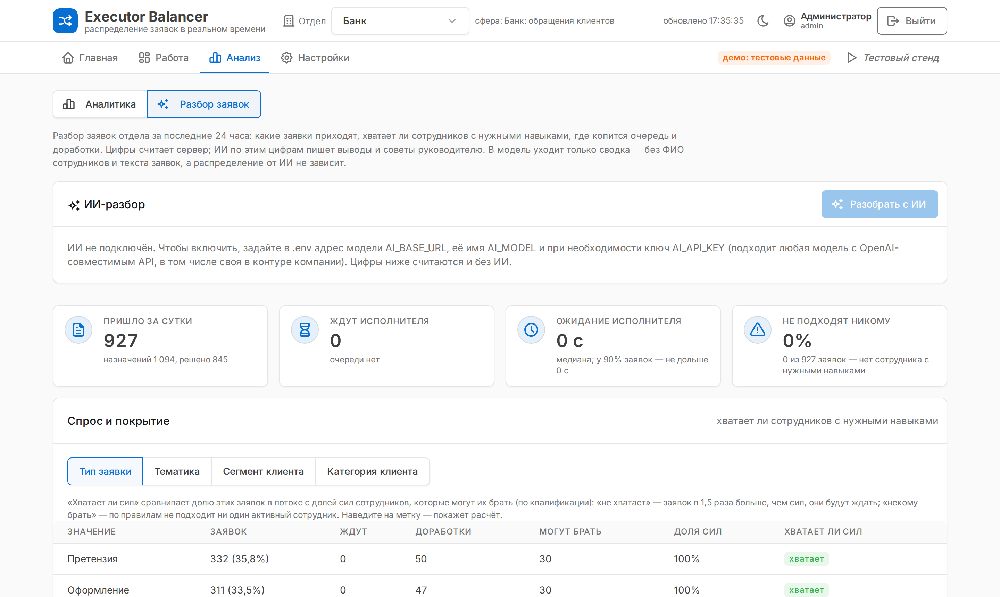 Executor Balancer
распределение заявок в реальном времени
Отдел
Банк
сфера: Банк: обращения клиентов
обновлено 17:35:35
Администратор
admin
Выйти
Главная
Работа
Анализ
Настройки
демо: тестовые данные
Тестовый стенд
Аналитика
Разбор заявок
Разбор заявок отдела за последние 24 часа: какие заявки приходят, хватает ли сотрудников с нужными навыками, где копится очередь и
доработки. Цифры считает сервер; ИИ по этим цифрам пишет выводы и советы руководителю. В модель уходит только сводка — без ФИО
сотрудников и текста заявок, а распределение от ИИ не зависит.
ИИ-разбор
Разобрать с ИИ
ИИ не подключён. Чтобы включить, задайте в .env адрес модели AI_BASE_URL, её имя AI_MODEL и при необходимости ключ AI_API_KEY (подходит любая модель с OpenAI-
совместимым API, в том числе своя в контуре компании). Цифры ниже считаются и без ИИ.
ПРИШЛО ЗА СУТКИ
927
назначений 1 094, решено 845
ЖДУТ ИСПОЛНИТЕЛЯ
0
очереди нет
ОЖИДАНИЕ ИСПОЛНИТЕЛЯ
0 с
медиана; у 90% заявок — не дольше
0 с
НЕ ПОДХОДЯТ НИКОМУ
0%
0 из 927 заявок — нет сотрудника с
нужными навыками
Спрос и покрытие
хватает ли сотрудников с нужными навыками
Тип заявки
Тематика
Сегмент клиента
Категория клиента
«Хватает ли сил» сравнивает долю этих заявок в потоке с долей сил сотрудников, которые могут их брать (по квалификации): «не хватает» — заявок в 1,5 раза больше, чем сил, они будут ждать; «некому
брать» — по правилам не подходит ни один активный сотрудник. Наведите на метку — покажет расчёт.
ЗНАЧЕНИЕ ЗАЯВОК ЖДУТ ДОРАБОТКИ МОГУТ БРАТЬ ДОЛЯ СИЛ ХВАТАЕТ ЛИ СИЛ
Претензия 332 (35,8%) 0 50 30 100% хватает
Оформление 311 (33,5%) 0 47 30 100% хватает